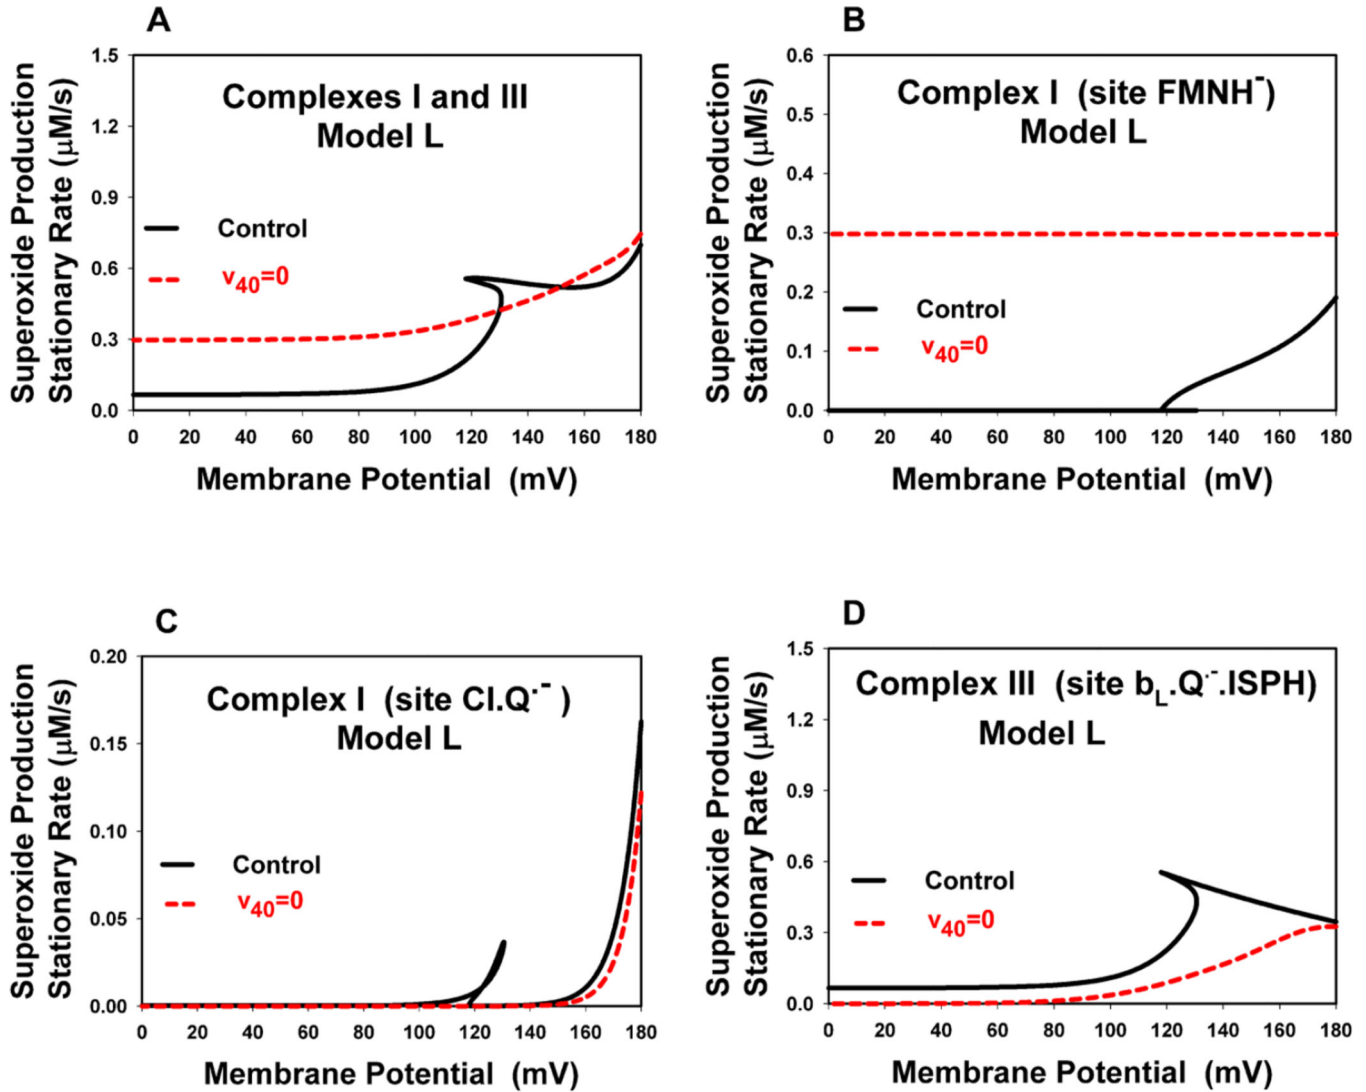 A
Superoxide Production
Stationary Rate (μM/s)
1.5
1.2
0.9
0.6
0.3
0.0
Complexes I and III
Model L
Control
v40=0
0 20 40 60 80 100 120 140 160 180
Membrane Potential (mV)
B
Superoxide Production
Stationary Rate (μM/s)
0.6
0.5
0.4
0.3
0.2
0.1
0.0
Complex I (site FMNH⁻)
Model L
Control
v40=0
0 20 40 60 80 100 120 140 160 180
Membrane Potential (mV)
C
Superoxide Production
Stationary Rate (μM/s)
0.20
0.15
0.10
0.05
0.00
Complex I (site CI.Q·⁻)
Model L
Control
v40=0
0 20 40 60 80 100 120 140 160 180
Membrane Potential (mV)
D
Superoxide Production
Stationary Rate (μM/s)
1.5
1.2
0.9
0.6
0.3
0.0
Complex III (site bL.Q·⁻.ISPH)
Model L
Control
v40=0
0 20 40 60 80 100 120 140 160 180
Membrane Potential (mV)